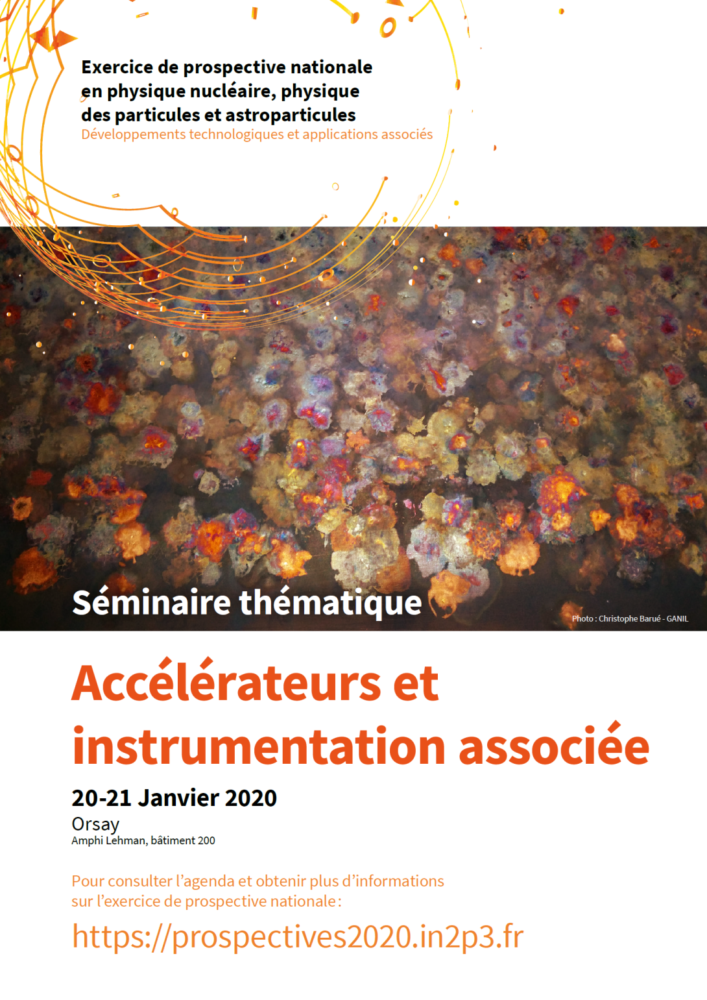 Exercice de prospective nationale
en physique nucléaire, physique
des particules et astroparticules
Développements technologiques et applications associés
Séminaire thématique
Photo : Christophe Barué - GANIL
Accélérateurs et
instrumentation associée
20-21 Janvier 2020
Orsay
Amphi Lehman, bâtiment 200
Pour consulter l’agenda et obtenir plus d’informations
sur l’exercice de prospective nationale :
https://prospectives2020.in2p3.fr